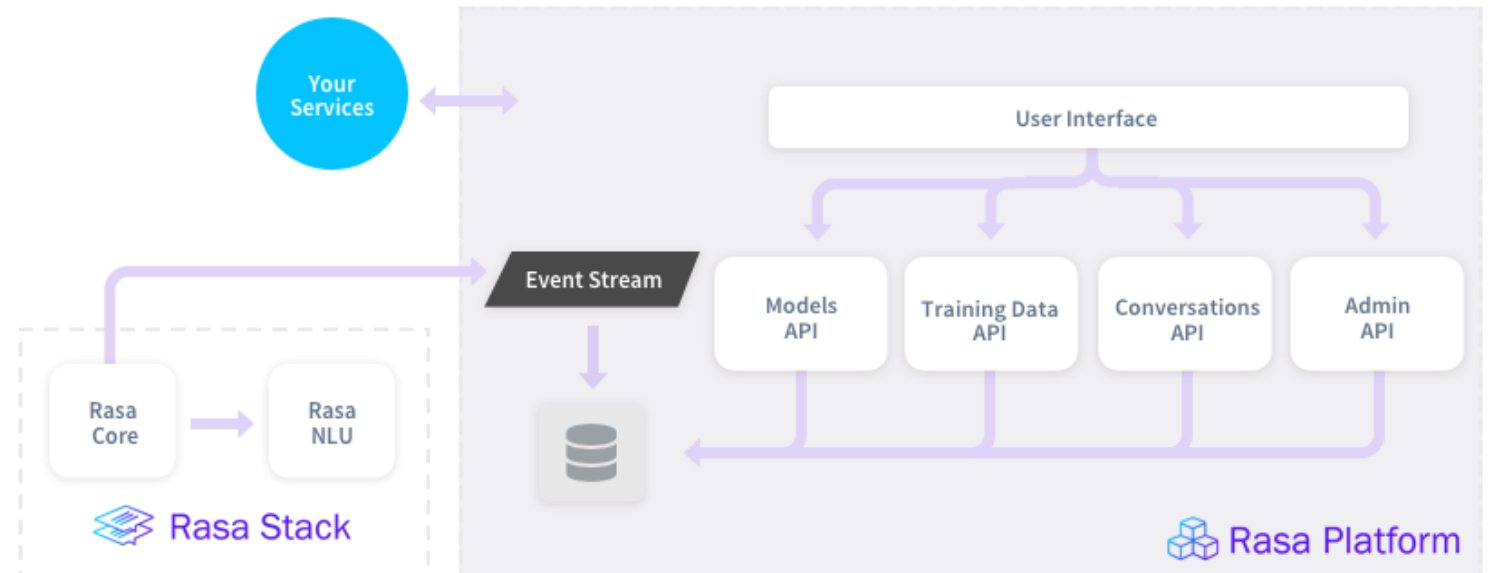 Your
Services
User Interface
Event Stream
Models
API
Training Data
API
Conversations
API
Admin
API
Rasa
Core
Rasa
NLU
Rasa Stack
Rasa Platform